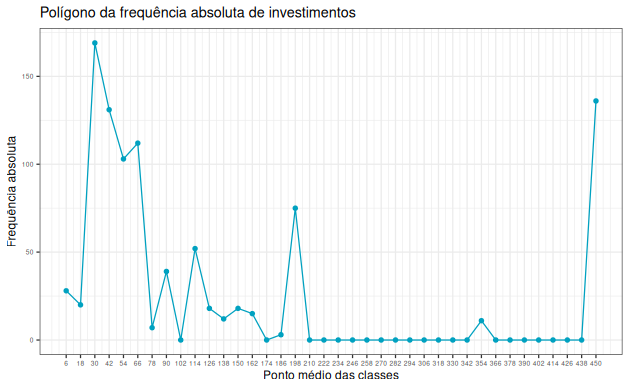 Polígono da frequência absoluta de investimentos
Frequência absoluta
150
100
50
0
6 18 30 42 54 66 78 90 102 114 126 138 150 162 174 186 198 210 222 234 246 258 270 282 294 306 318 330 342 354 366 378 390 402 414 426 438 450
Ponto médio das classes